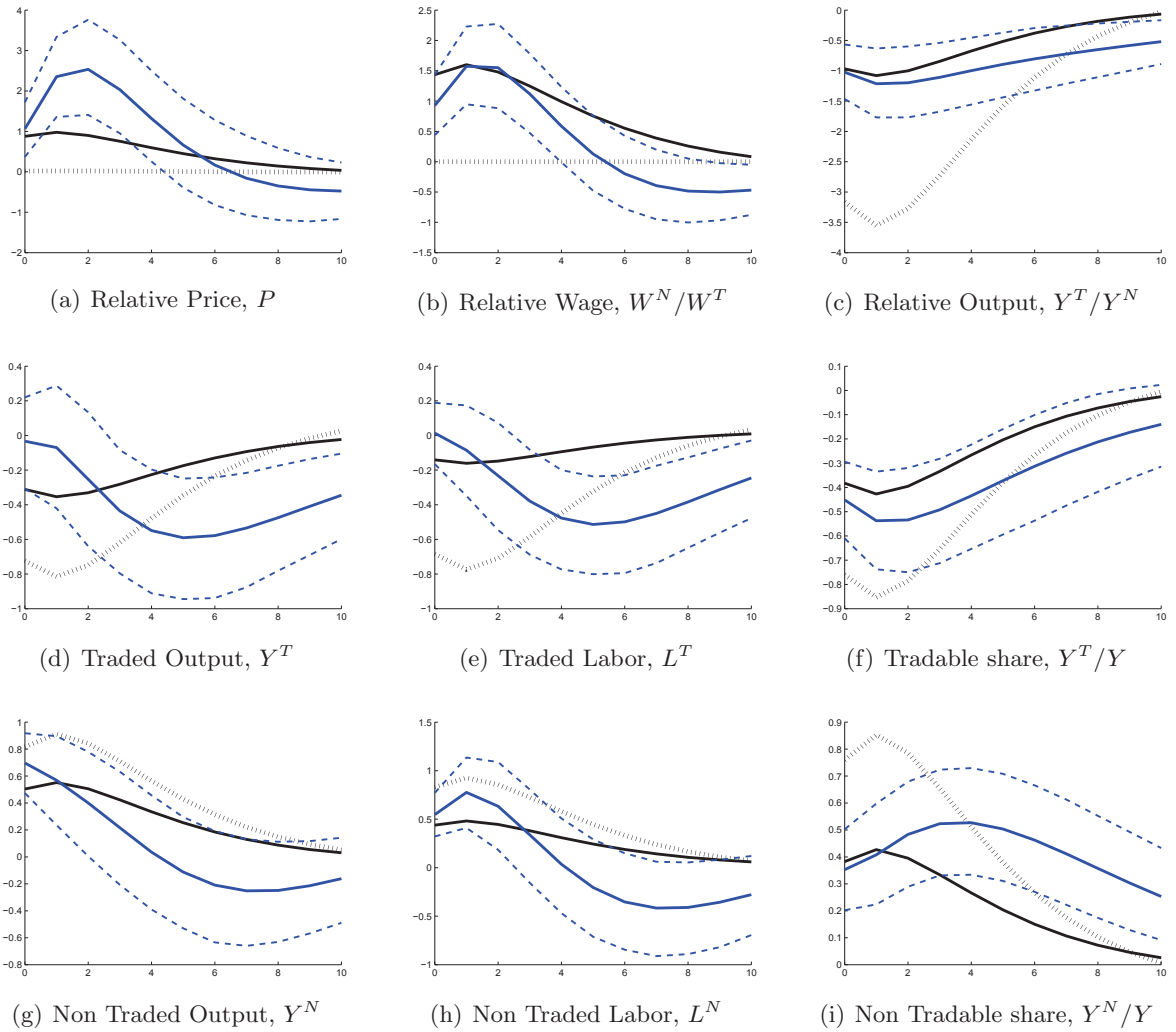 4 2.5 0
3 2 −0.5
2 1.5 −1
1 1 −1.5
0 0.5 −2
−1 0 −2.5
−2 −0.5 −3
−1 −3.5
−1.5 −4
0 2 4 6 8 10 0 2 4 6 8 10 0 2 4 6 8 10
(a) Relative Price, P (b) Relative Wage, W^N/W^T (c) Relative Output, Y^T/Y^N
0.4 0.4 0.1
0.2 0.2 0
0 0 −0.1
−0.2 −0.2 −0.2
−0.4 −0.4 −0.3
−0.6 −0.6 −0.4
−0.8 −0.8 −0.5
−1 −1 −0.6
−0.7
−0.8
−0.9
0 2 4 6 8 10 0 2 4 6 8 10 0 2 4 6 8 10
(d) Traded Output, Y^T (e) Traded Labor, L^T (f) Tradable share, Y^T/Y
1 1.5 0.9
0.8 1 0.8
0.6 0.5 0.7
0.4 0 0.6
0.2 −0.5 0.5
0 −1 0.4
−0.2 0.3
−0.4 0.2
−0.6 0.1
−0.8 0
0 2 4 6 8 10 0 2 4 6 8 10 0 2 4 6 8 10
(g) Non Traded Output, Y^N (h) Non Traded Labor, L^N (i) Non Tradable share, Y^N/Y